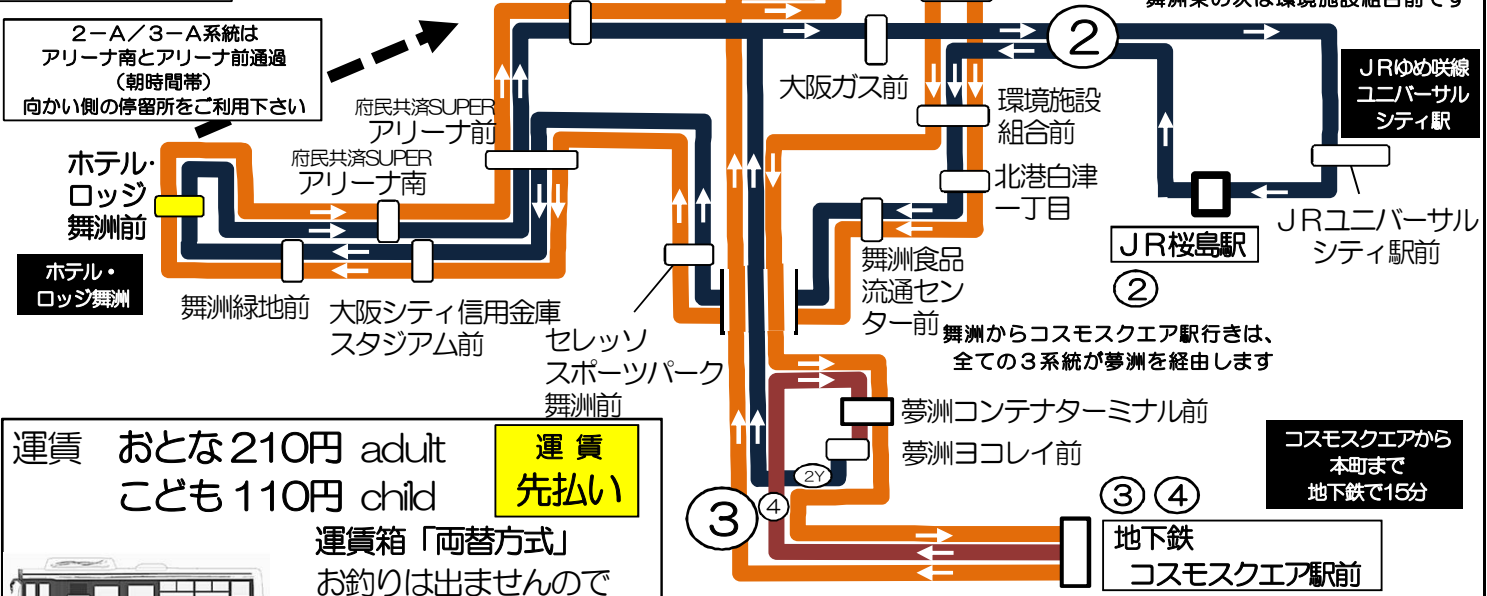 舞洲東の次は環境施設組合前です
２－Ａ／３－Ａ系統は
アリーナ南とアリーナ前通過
（朝時間帯）
向かい側の停留所をご利用下さい
②
大阪ガス前
ＪＲゆめ咲線
ユニバーサル
シティ駅
環境施設
組合前
府民共済SUPER
アリーナ前
府民共済SUPER
アリーナ南
ホテル・
ロッジ
舞洲前
北港白津
一丁目
ＪＲユニバーサル
シティ駅前
ＪＲ桜島駅
②
ホテル・
ロッジ舞洲
舞洲緑地前
大阪シティ信用金庫
スタジアム前
セレッソ
スポーツパーク
舞洲前
舞洲食品
流通セン
ター前
舞洲からコスモスクエア駅行きは、
全ての３系統が夢洲を経由します
夢洲コンテナターミナル前
夢洲ヨコレイ前
2Y
③
④
コスモスクエアから
本町まで
地下鉄で15分
③ ④
地下鉄
コスモスクエア駅前
運賃 おとな210円 adult
こども110円 child
運賃
先払い
運賃箱「両替方式」
お釣りは出ませんので